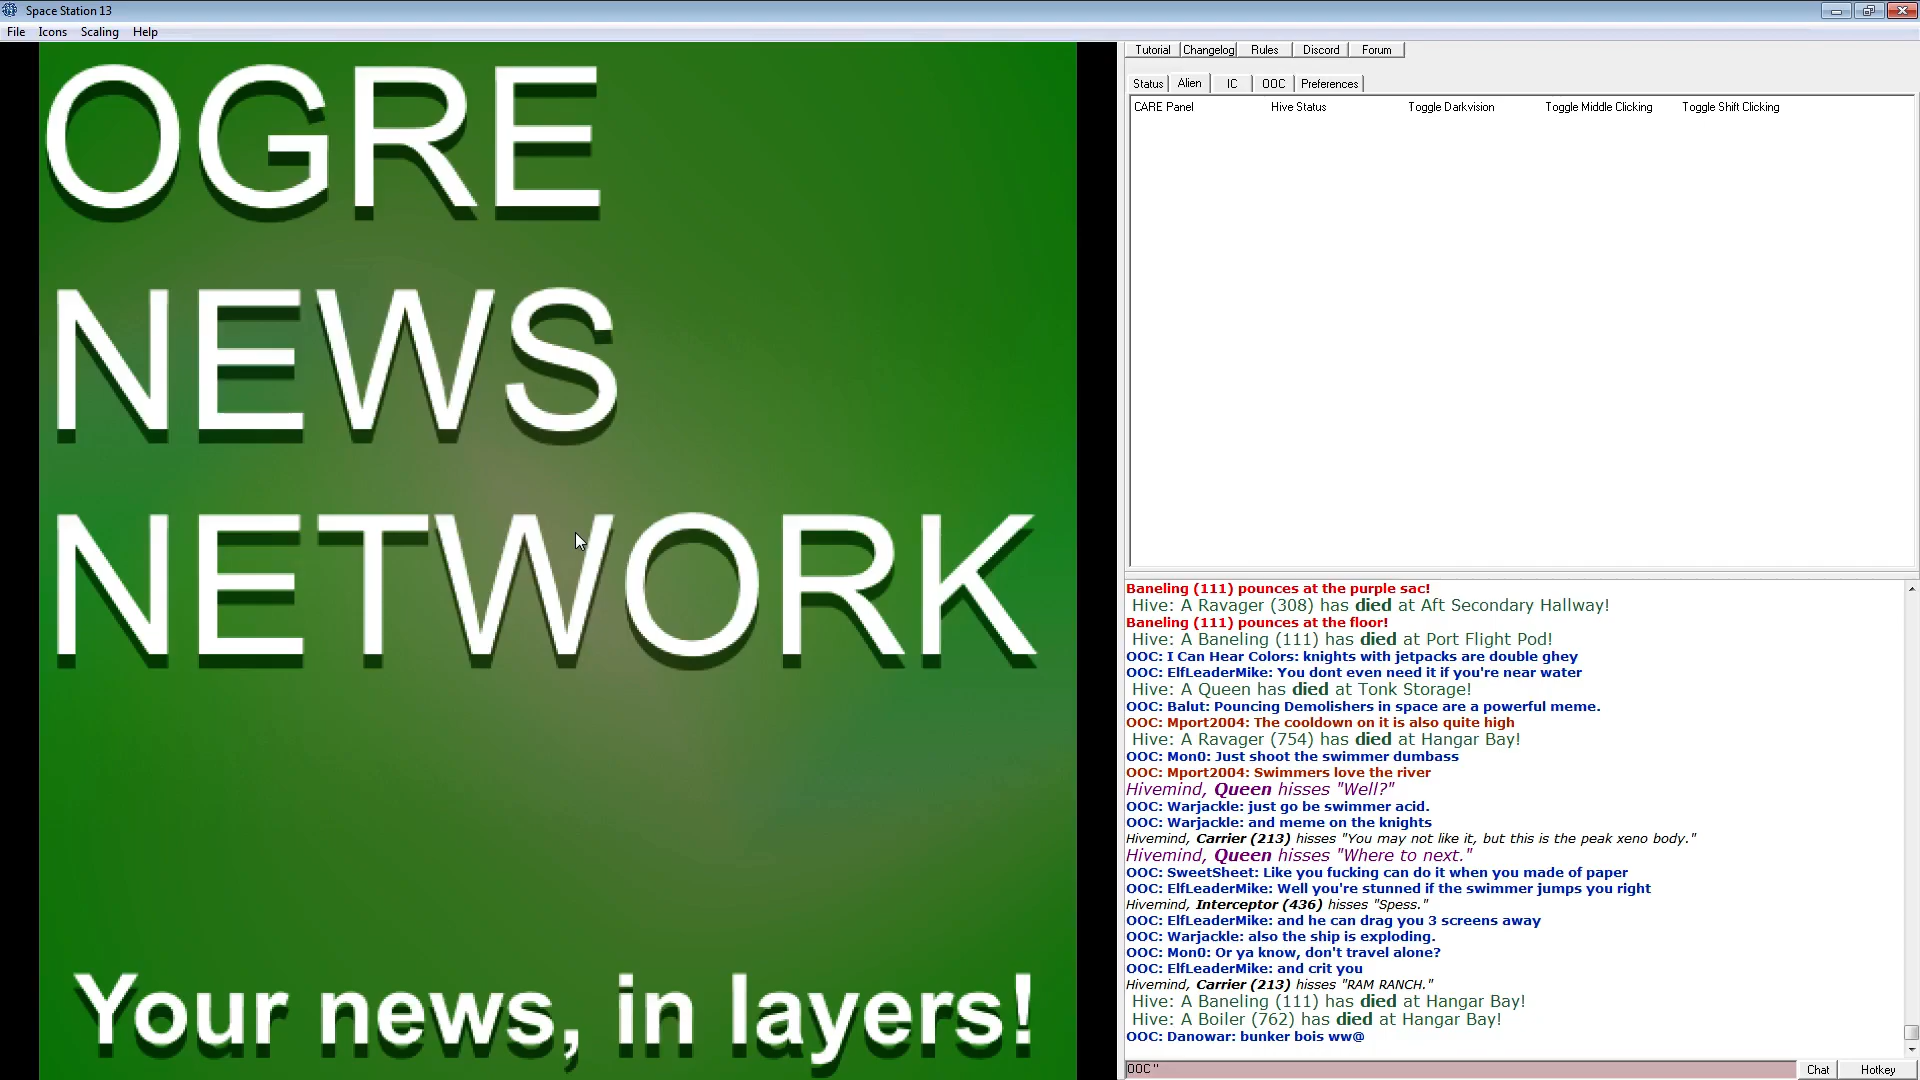 Space Station 13
File Icons Scaling Help
OGRE
NEWS
NETWORK
Your news, in layers!
Tutorial Changelog Rules Discord Forum
Status Alien IC OOC Preferences
CARE Panel Hive Status Toggle Darkvision Toggle Middle Clicking Toggle Shift Clicking
Baneling (111) pounces at the purple sac!
Hive: A Ravager (308) has died at Aft Secondary Hallway!
Baneling (111) pounces at the floor!
Hive: A Baneling (111) has died at Port Flight Pod!
OOC: I Can Hear Colors: knights with jetpacks are double ghey
OOC: ElfLeaderMike: You dont even need it if you're near water
Hive: A Queen has died at Tonk Storage!
OOC: Balut: Pouncing Demolishers in space are a powerful meme.
OOC: Mport2004: The cooldown on it is also quite high
Hive: A Ravager (754) has died at Hangar Bay!
OOC: Mon0: Just shoot the swimmer dumbass
OOC: Mport2004: Swimmers love the river
Hivemind, Queen hisses "Well?"
OOC: Warjackle: just go be swimmer acid.
OOC: Warjackle: and meme on the knights
Hivemind, Carrier (213) hisses "You may not like it, but this is the peak xeno body."
Hivemind, Queen hisses "Where to next."
OOC: SweetSheet: Like you fucking can do it when you made of paper
OOC: ElfLeaderMike: Well you're stunned if the swimmer jumps you right
Hivemind, Interceptor (436) hisses "Spess."
OOC: ElfLeaderMike: and he can drag you 3 screens away
OOC: Warjackle: also the ship is exploding.
OOC: Mon0: Or ya know, don't travel alone?
OOC: ElfLeaderMike: and crit you
Hivemind, Carrier (213) hisses "RAM RANCH."
Hive: A Baneling (111) has died at Hangar Bay!
Hive: A Boiler (762) has died at Hangar Bay!
OOC: Danowar: bunker bois ww@
OOC " Chat Hotkey